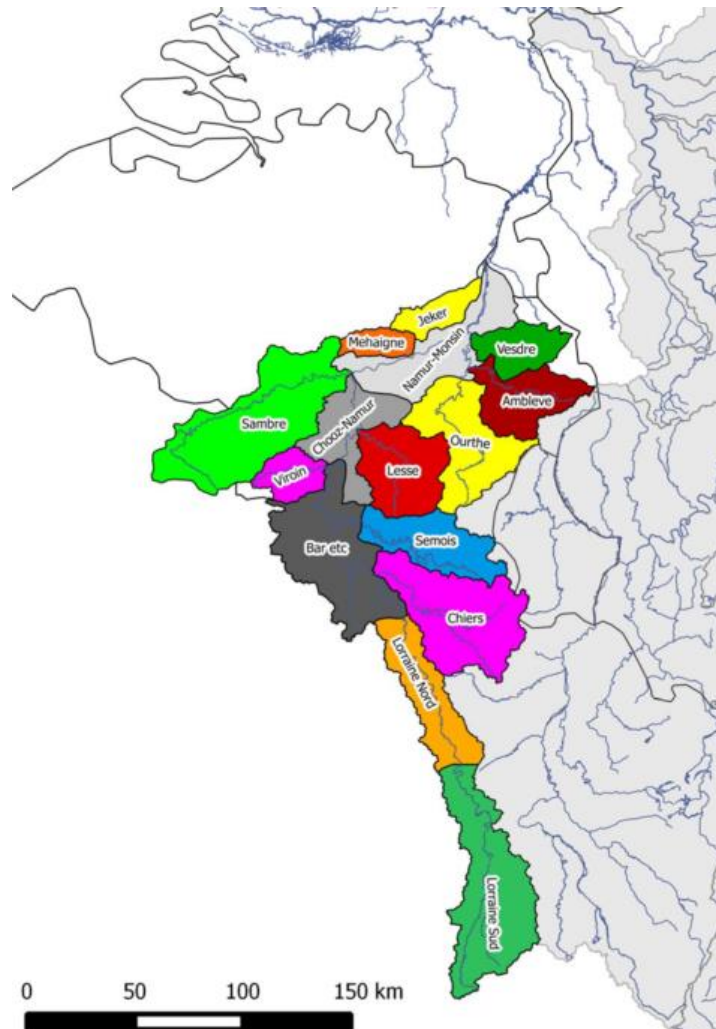 Jeker
Mehaigne
Namur-Monsin
Vesdre
Ambleve
Sambre
Chooz-Namur
Ourthe
Lesse
Viroin
Semois
Bar etc
Chiers
Lorraine Nord
Lorraine Sud
0 50 100 150 km